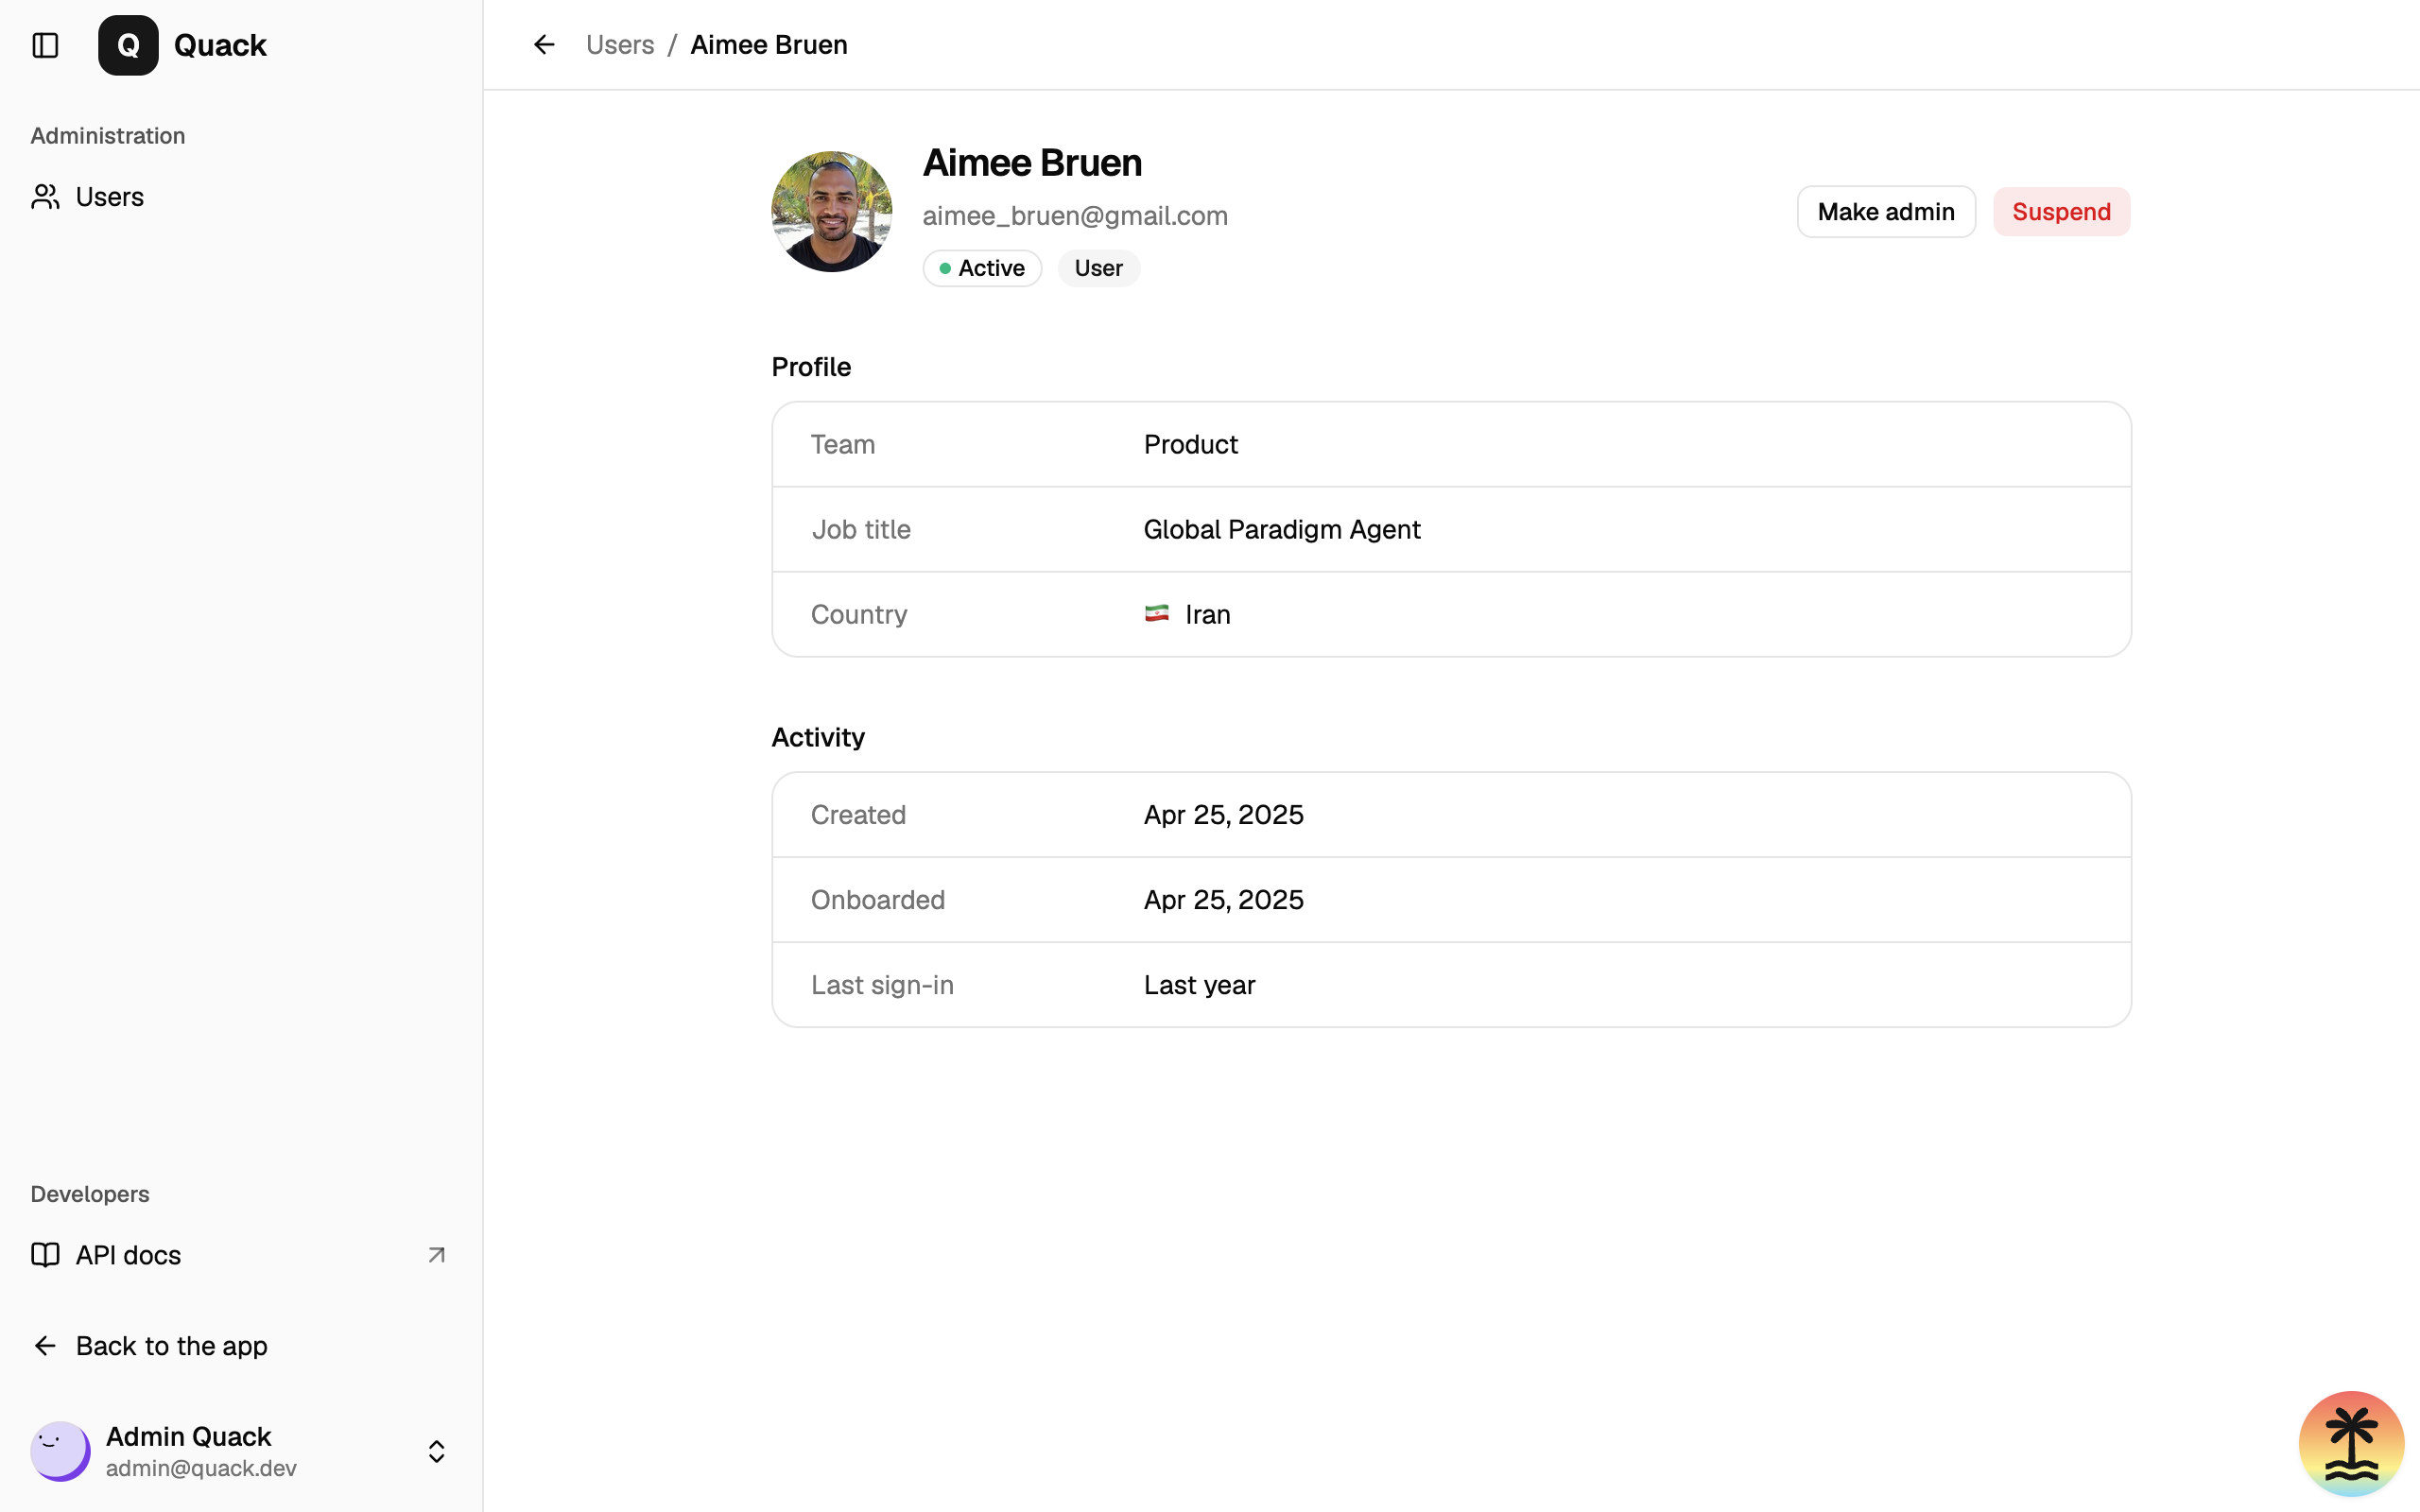 Q Quack
Administration
Users
Developers
API docs
Back to the app
Admin Quack
admin@quack.dev
Users / Aimee Bruen
Aimee Bruen
aimee_bruen@gmail.com
Active User
Make admin Suspend
Profile
Team Product
Job title Global Paradigm Agent
Country Iran
Activity
Created Apr 25, 2025
Onboarded Apr 25, 2025
Last sign-in Last year